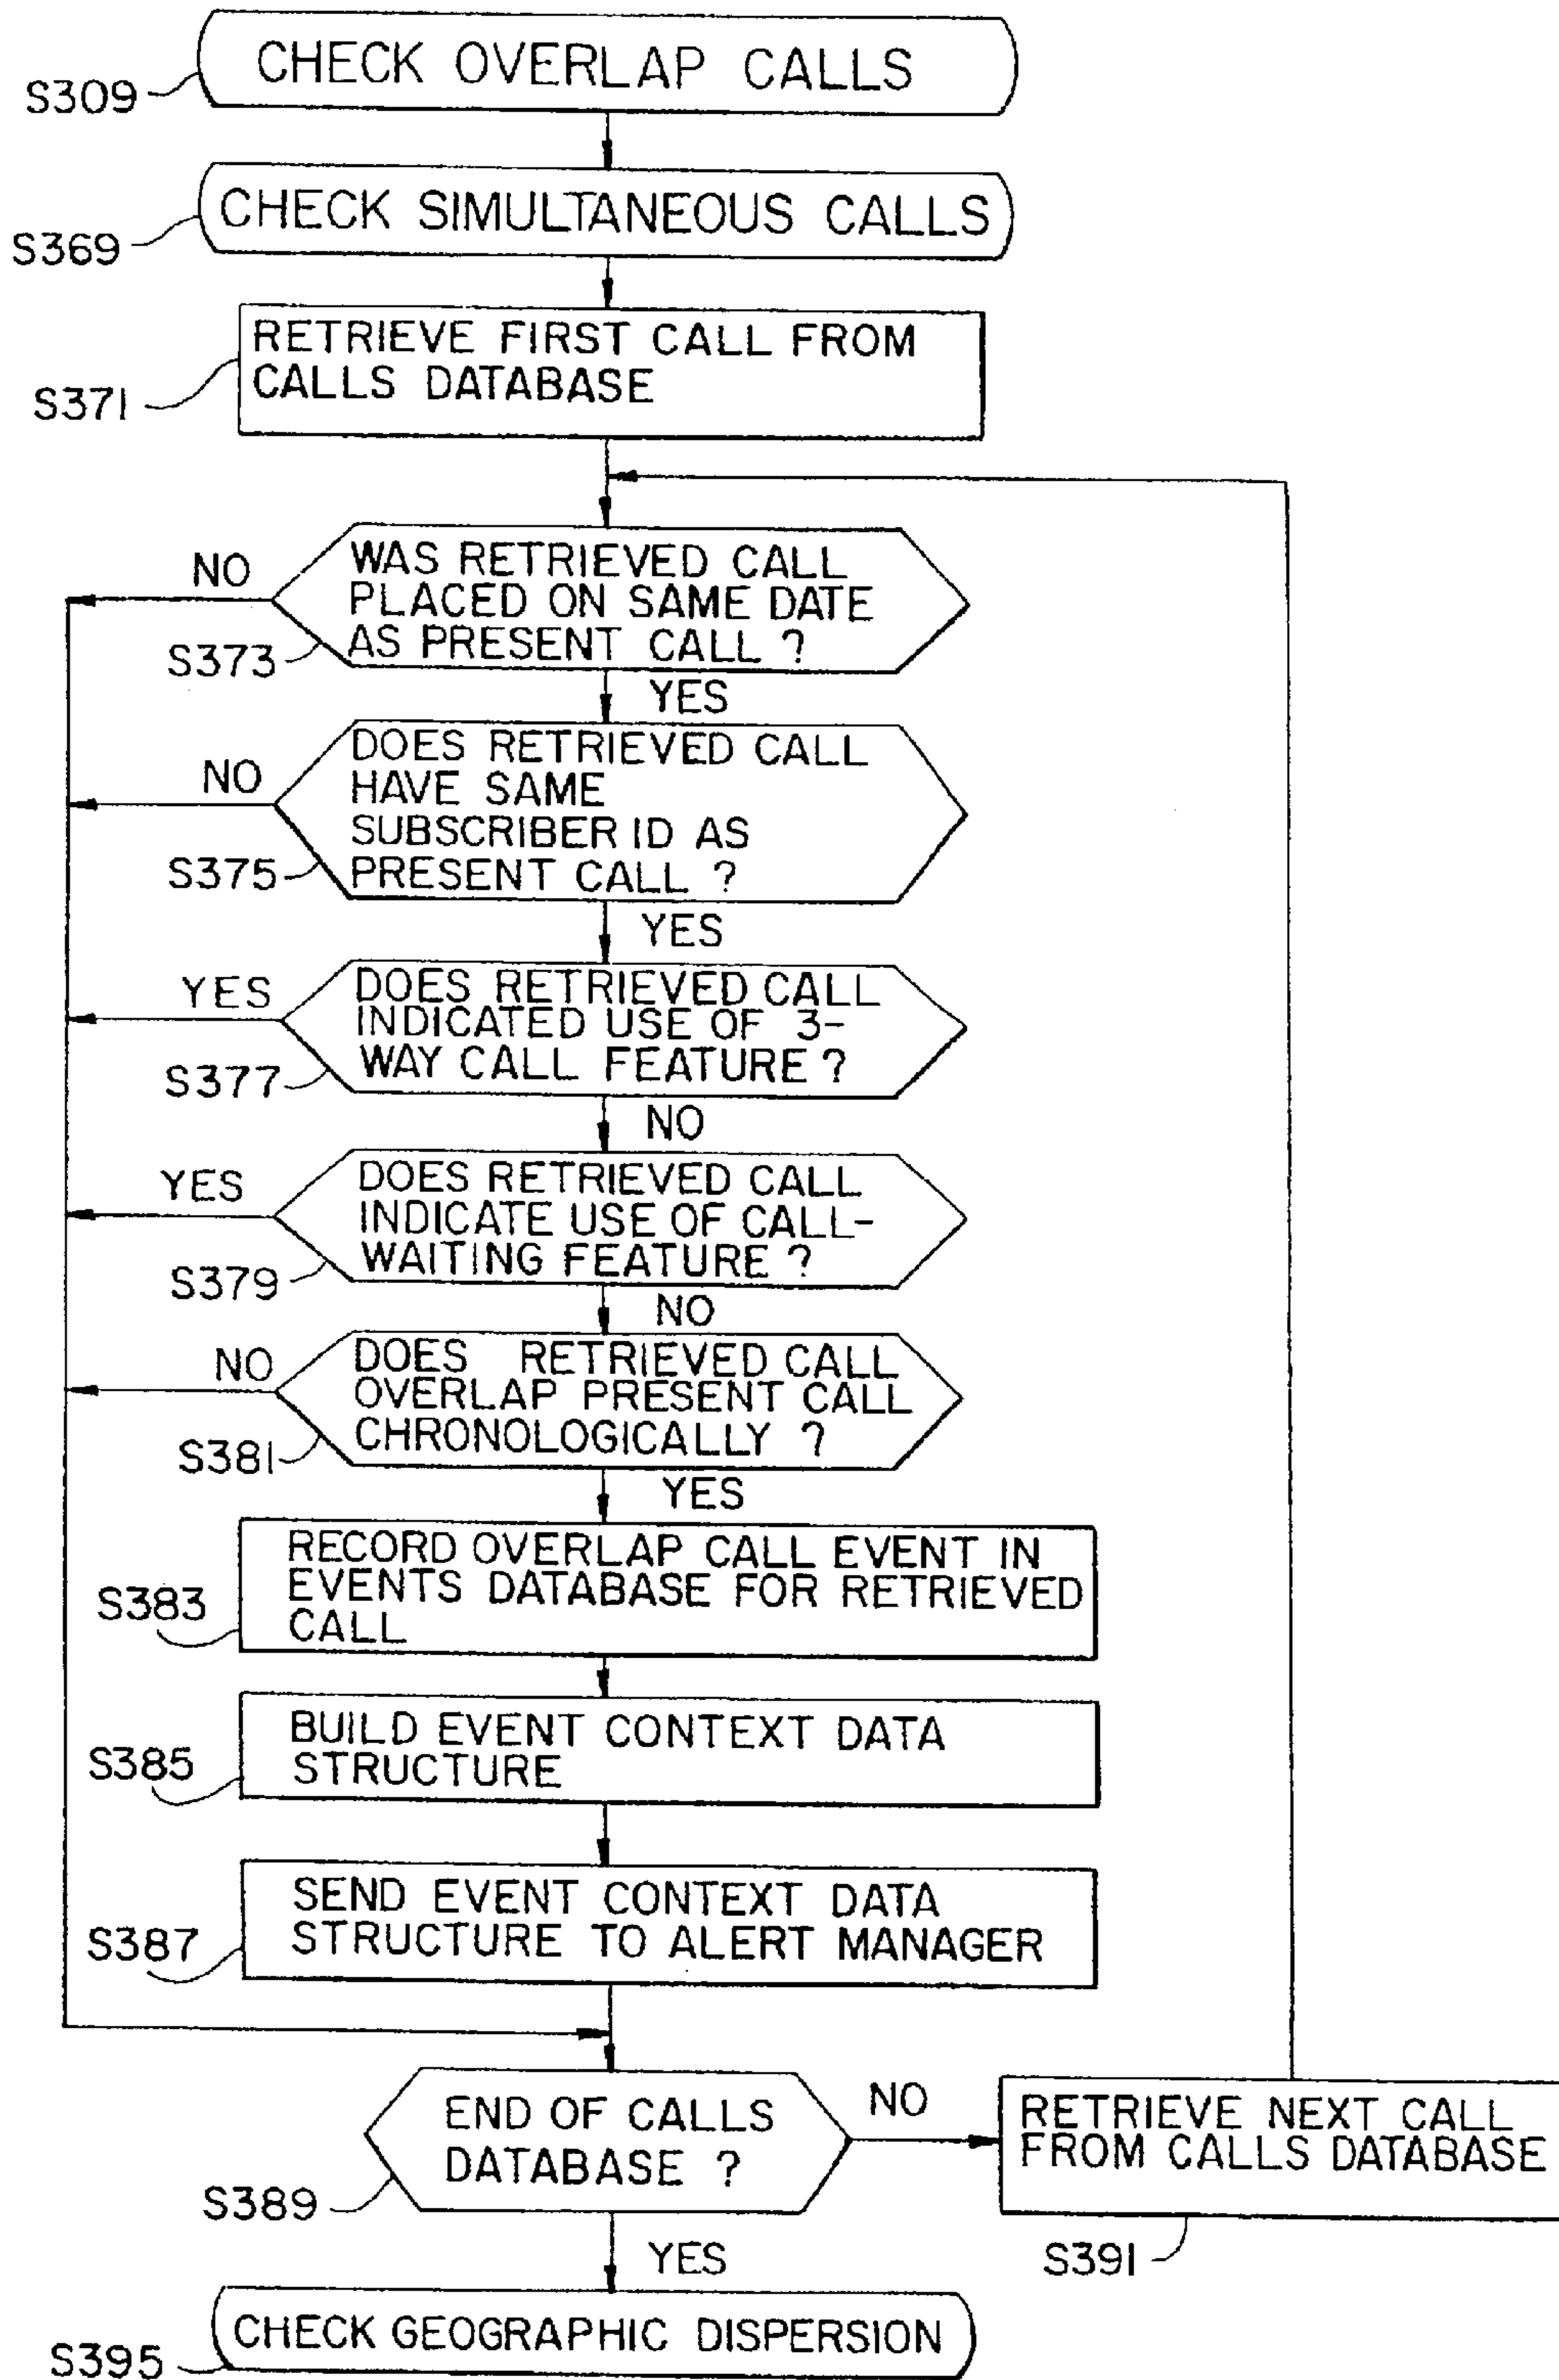 CHECK OVERLAP CALLS
S309
CHECK SIMULTANEOUS CALLS
S369
RETRIEVE FIRST CALL FROM
CALLS DATABASE
S371
WAS RETRIEVED CALL
PLACED ON SAME DATE
AS PRESENT CALL ?
NO
S373
YES
DOES RETRIEVED CALL
HAVE SAME
SUBSCRIBER ID AS
PRESENT CALL ?
NO
S375
YES
DOES RETRIEVED CALL
INDICATED USE OF 3-
WAY CALL FEATURE ?
YES
S377
NO
DOES RETRIEVED CALL
INDICATE USE OF CALL-
WAITING FEATURE ?
YES
S379
NO
DOES RETRIEVED CALL
OVERLAP PRESENT CALL
CHRONOLOGICALLY ?
NO
S381
YES
RECORD OVERLAP CALL EVENT IN
EVENTS DATABASE FOR RETRIEVED
CALL
S383
BUILD EVENT CONTEXT DATA
STRUCTURE
S385
SEND EVENT CONTEXT DATA
STRUCTURE TO ALERT MANAGER
S387
END OF CALLS
DATABASE ?
S389
NO
RETRIEVE NEXT CALL
FROM CALLS DATABASE
S391
YES
CHECK GEOGRAPHIC DISPERSION
S395